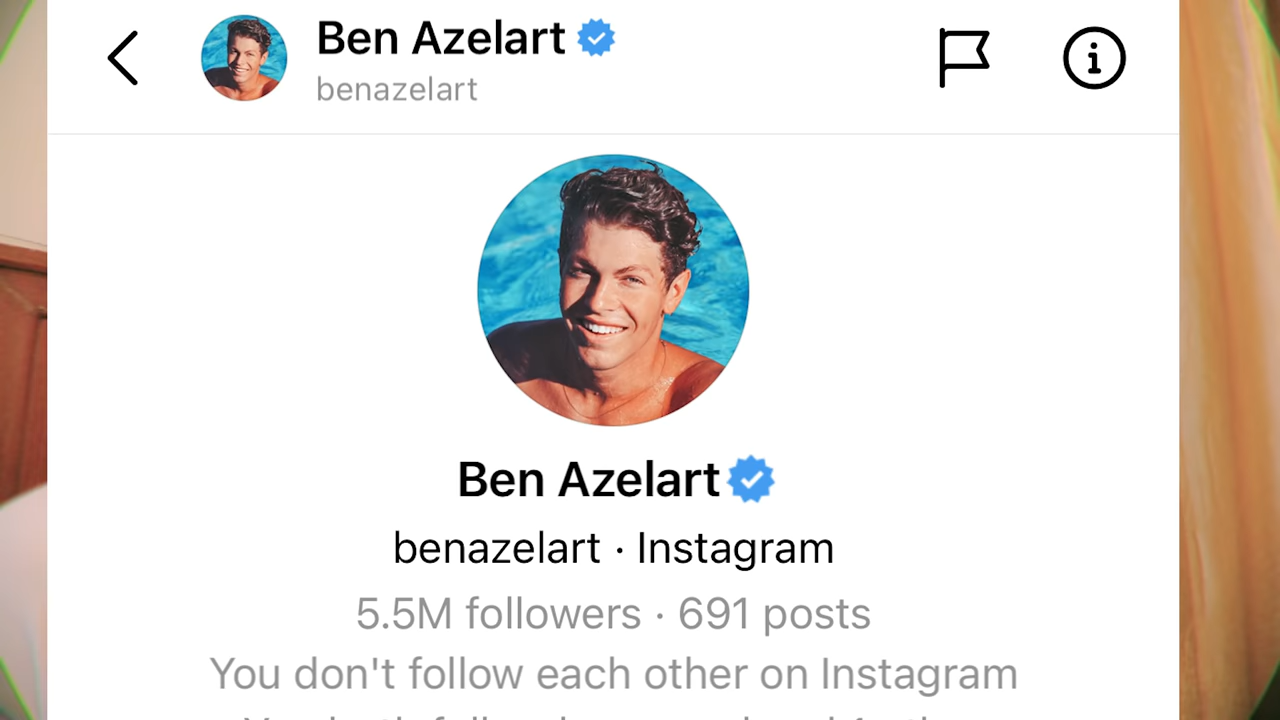 Ben Azelart
benazelart
Ben Azelart
benazelart · Instagram
5.5M followers · 691 posts
You don't follow each other on Instagram